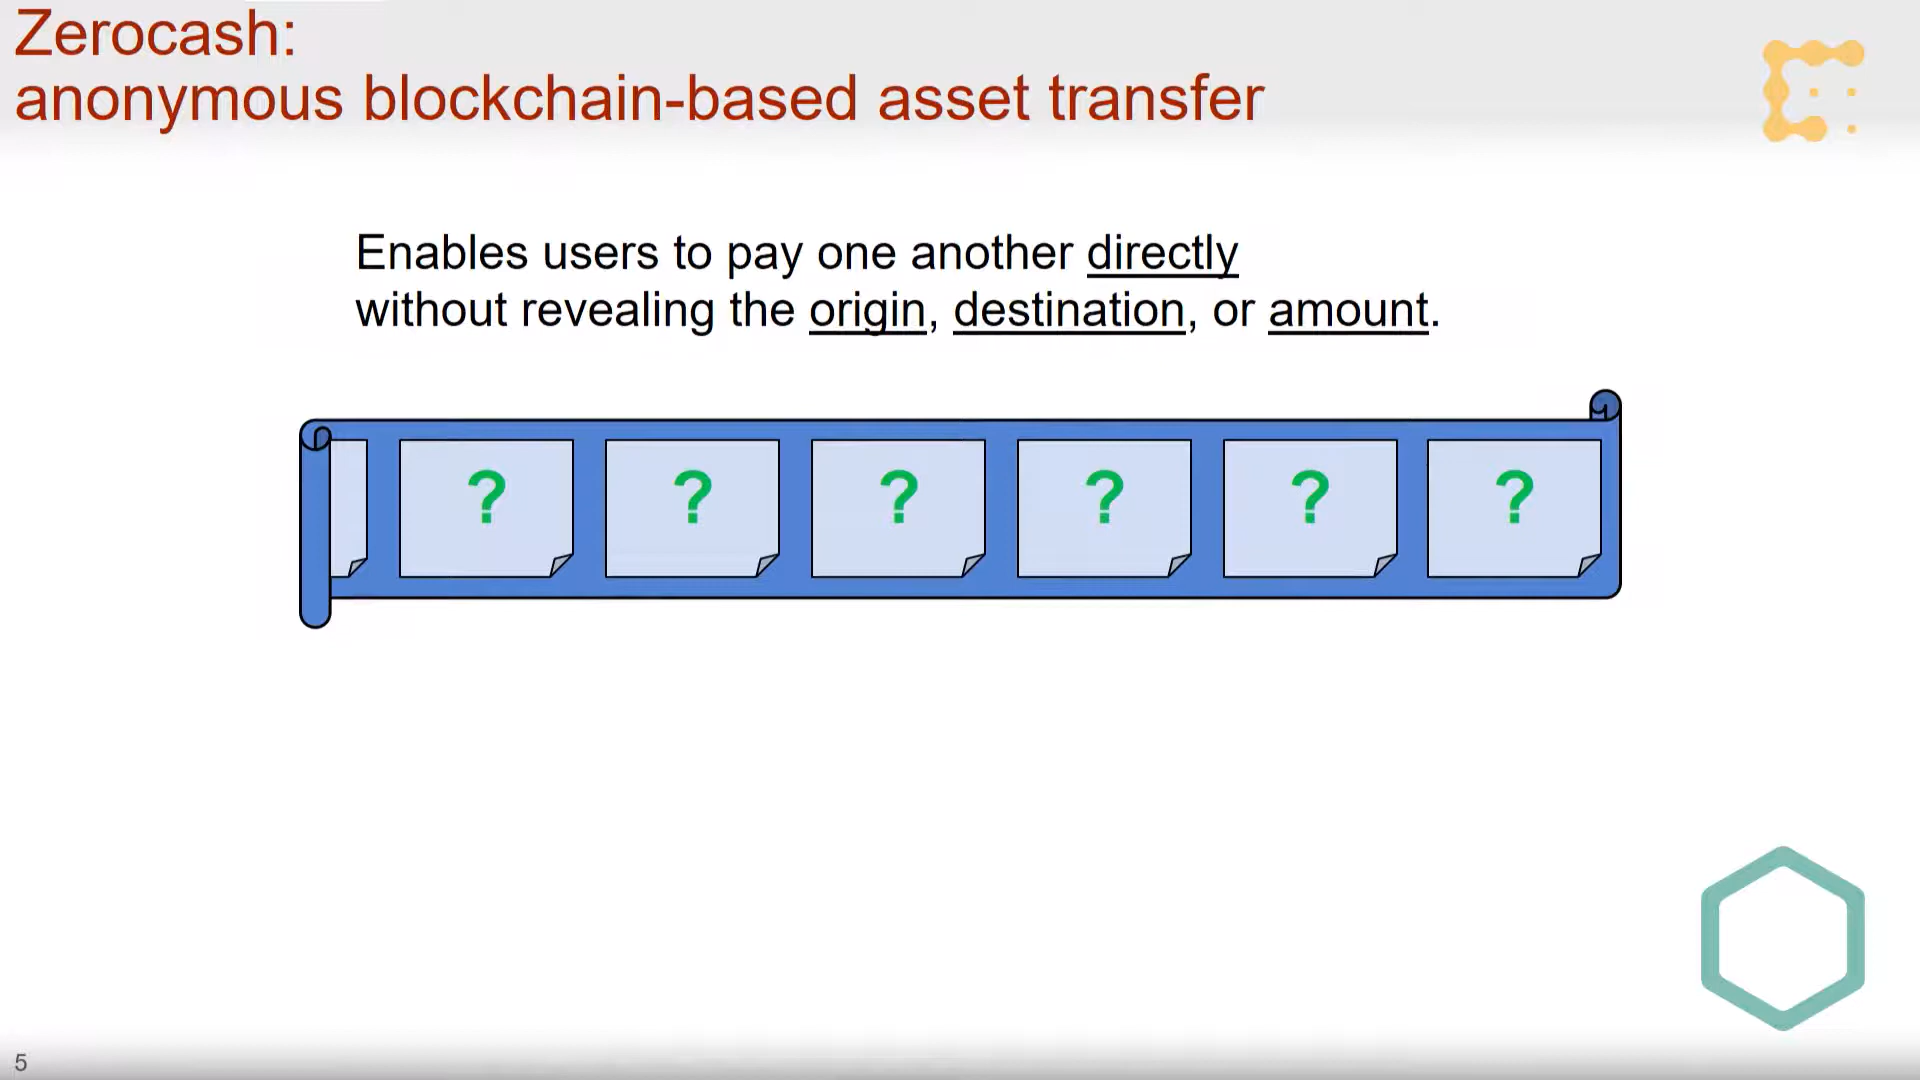 Zerocash:
anonymous blockchain-based asset transfer
Enables users to pay one another directly
without revealing the origin, destination, or amount.
? ? ? ? ? ?
5